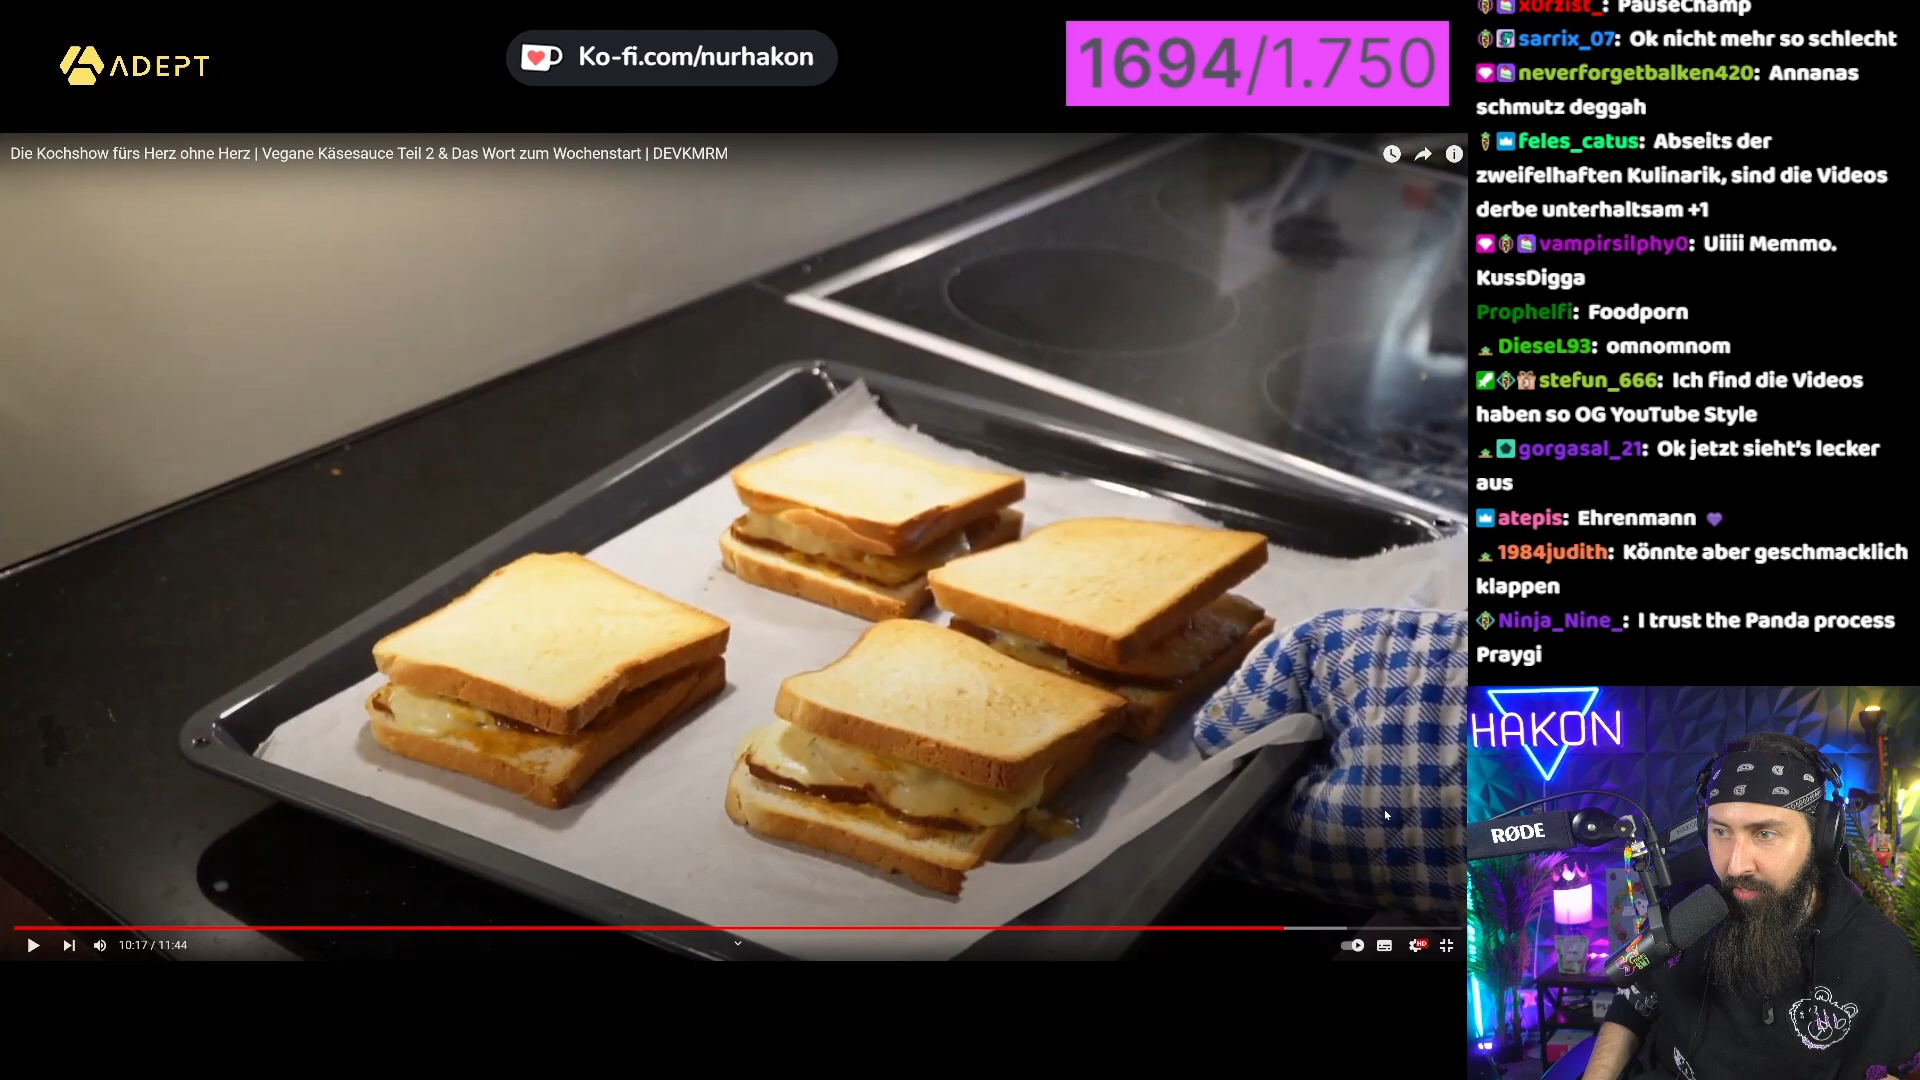 ADEPT
Ko-fi.com/nurhakon
1694/1.750
Die Kochshow fürs Herz ohne Herz | Vegane Käsesauce Teil 2 & Das Wort zum Wochenstart | DEVKMRM
10:17 / 11:44
HD
x0rzist_: PauseChamp
sarrix_07: Ok nicht mehr so schlecht
neverforgetbalken420: Annanas
schmutz deggah
feles_catus: Abseits der
zweifelhaften Kulinarik, sind die Videos
derbe unterhaltsam +1
vampirsilphy0: Uiiii Memmo.
KussDigga
Prophelfi: Foodporn
DieseL93: omnomnom
stefun_666: Ich find die Videos
haben so OG YouTube Style
gorgasal_21: Ok jetzt sieht's lecker
aus
atepis: Ehrenmann
1984judith: Könnte aber geschmacklich
klappen
Ninja_Nine_: I trust the Panda process
Praygi
HAKON
RØDE